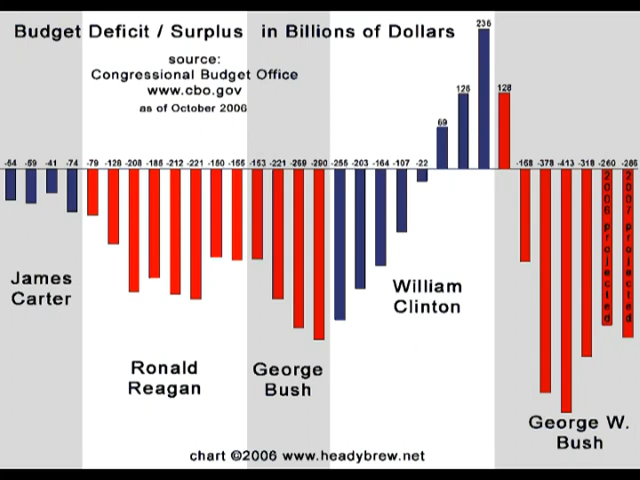 Budget Deficit / Surplus in Billions of Dollars
source:
Congressional Budget Office
www.cbo.gov
as of October 2006
236
69
126
128
-54 -59 -41 -74 -79 -128 -208 -185 -212 -221 -150 -155 -153 -221 -269 -290 -255 -203 -164 -107 -22 -158 -378 -413 -318 -260 -286
2006 projected
2007 projected
James
Carter
Ronald
Reagan
George
Bush
William
Clinton
George W.
Bush
chart ©2006 www.headybrew.net